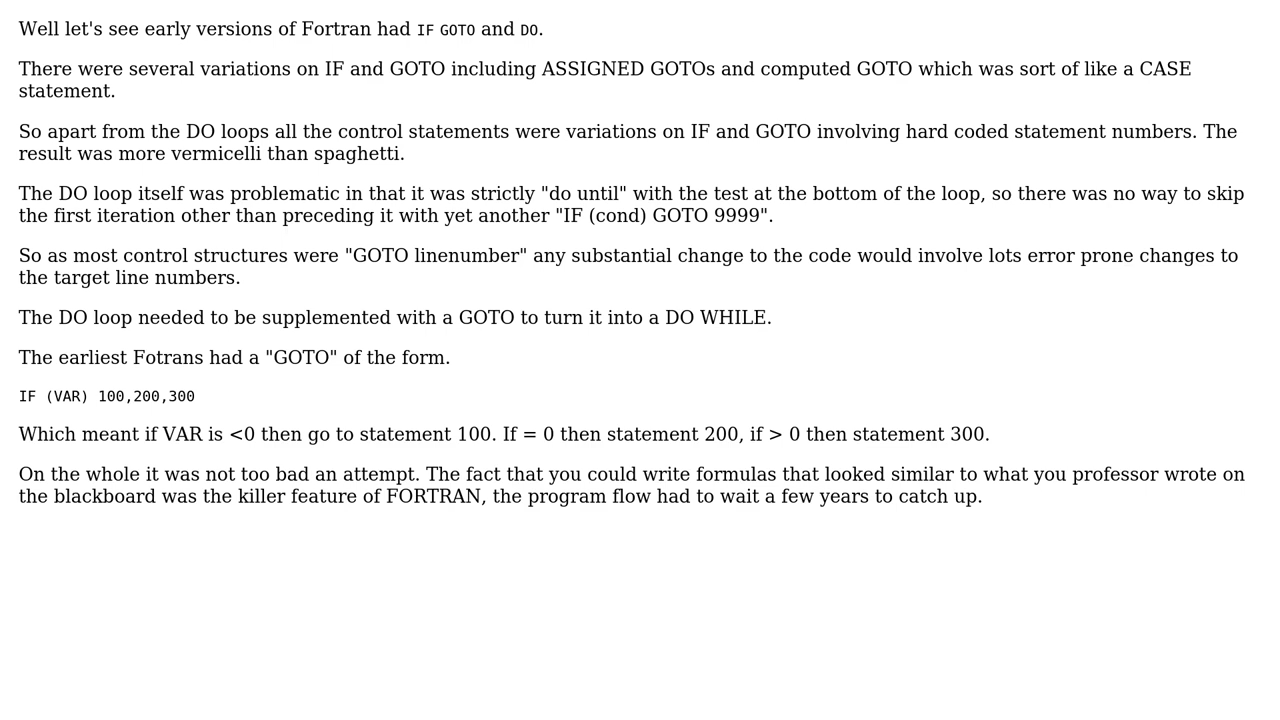 Well let's see early versions of Fortran had IF GOTO and DO.
There were several variations on IF and GOTO including ASSIGNED GOTOs and computed GOTO which was sort of like a CASE
statement.
So apart from the DO loops all the control statements were variations on IF and GOTO involving hard coded statement numbers. The
result was more vermicelli than spaghetti.
The DO loop itself was problematic in that it was strictly "do until" with the test at the bottom of the loop, so there was no way to skip
the first iteration other than preceding it with yet another "IF (cond) GOTO 9999".
So as most control structures were "GOTO linenumber" any substantial change to the code would involve lots error prone changes to
the target line numbers.
The DO loop needed to be supplemented with a GOTO to turn it into a DO WHILE.
The earliest Fotrans had a "GOTO" of the form.
IF (VAR) 100,200,300
Which meant if VAR is <0 then go to statement 100. If = 0 then statement 200, if > 0 then statement 300.
On the whole it was not too bad an attempt. The fact that you could write formulas that looked similar to what you professor wrote on
the blackboard was the killer feature of FORTRAN, the program flow had to wait a few years to catch up.